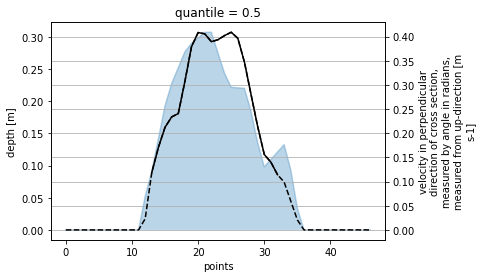 quantile = 0.5
0.30
0.25
0.20
0.15
0.10
0.05
0.00
depth [m]
0.40
0.35
0.30
0.25
0.20
0.15
0.10
0.05
0.00
velocity in perpendicular
direction of cross section,
measured by angle in radians,
measured from up-direction [m
s-1]
0 20 40
points